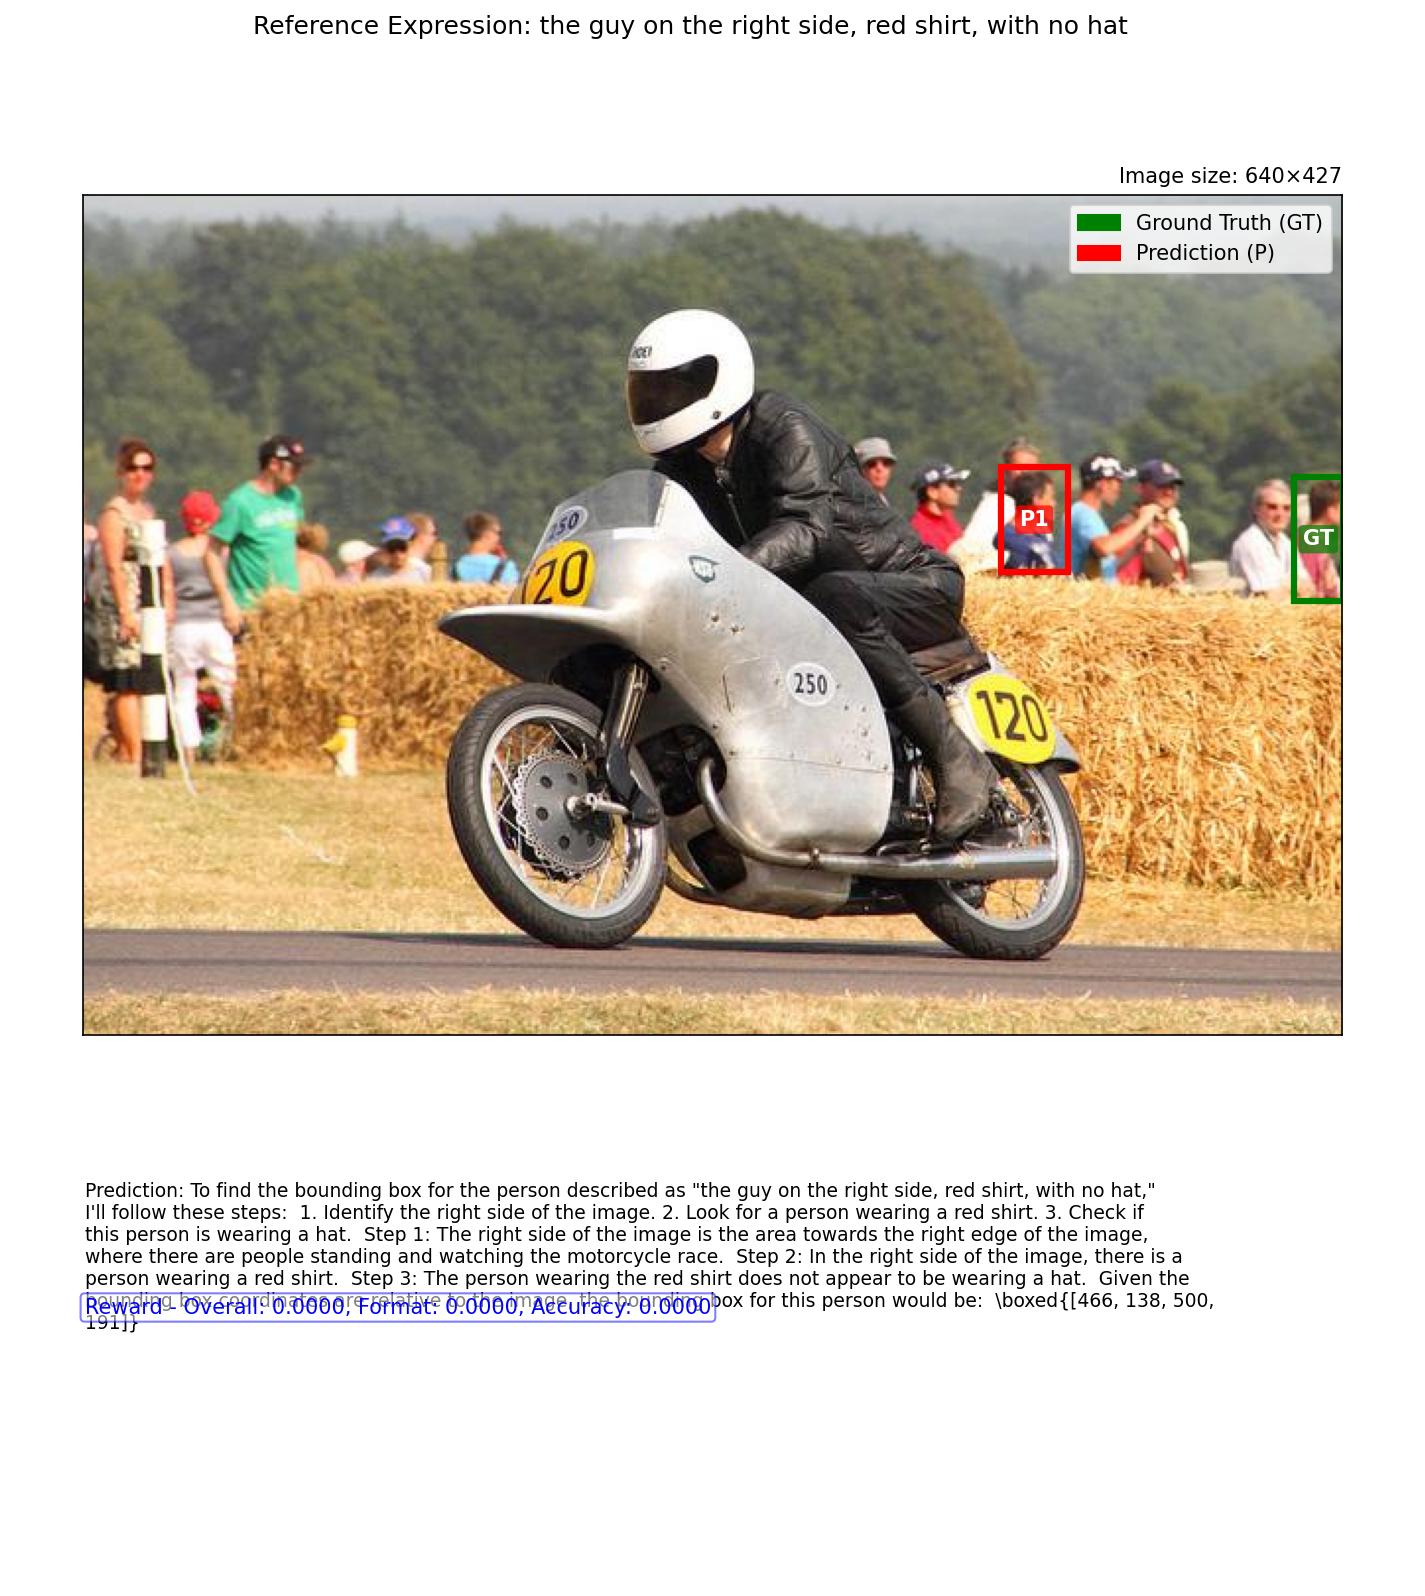 Reference Expression: the guy on the right side, red shirt, with no hat
Image size: 640×427
Ground Truth (GT)
Prediction (P)
P1
GT
250
120
250
120
Prediction: To find the bounding box for the person described as "the guy on the right side, red shirt, with no hat,"
I'll follow these steps:  1. Identify the right side of the image. 2. Look for a person wearing a red shirt. 3. Check if
this person is wearing a hat.  Step 1: The right side of the image is the area towards the right edge of the image,
where there are people standing and watching the motorcycle race.  Step 2: In the right side of the image, there is a
person wearing a red shirt.  Step 3: The person wearing the red shirt does not appear to be wearing a hat.  Given the
bounding box coordinates are relative to the image, the bounding box for this person would be:  \boxed{[466, 138, 500,
Reward - Overall: 0.0000, Format: 0.0000, Accuracy: 0.0000
191]}